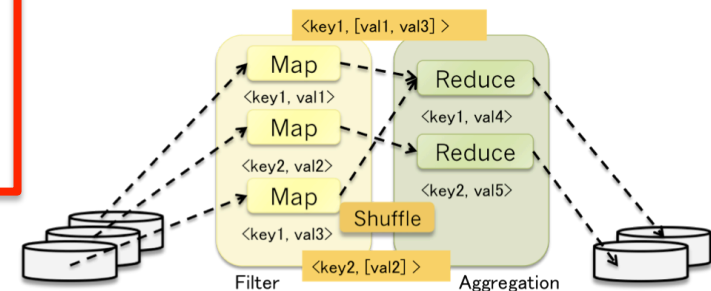 <key1, [val1, val3] >
Map
<key1, val1>
Map
<key2, val2>
Map
<key1, val3>
Shuffle
Reduce
<key1, val4>
Reduce
<key2, val5>
<key2, [val2] >
Filter
Aggregation